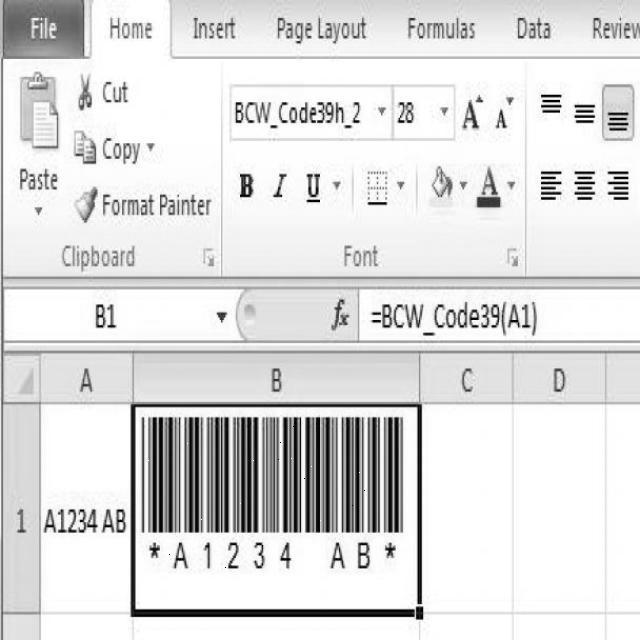 File Home Insert Page Layout Formulas Data Review
Cut
BCW_Code39h_2 28 A A
Copy
Paste
B I U A
Format Painter
Clipboard Font
B1 fx =BCW_Code39(A1)
A B C D
1 A1234 AB
*A1234 AB*